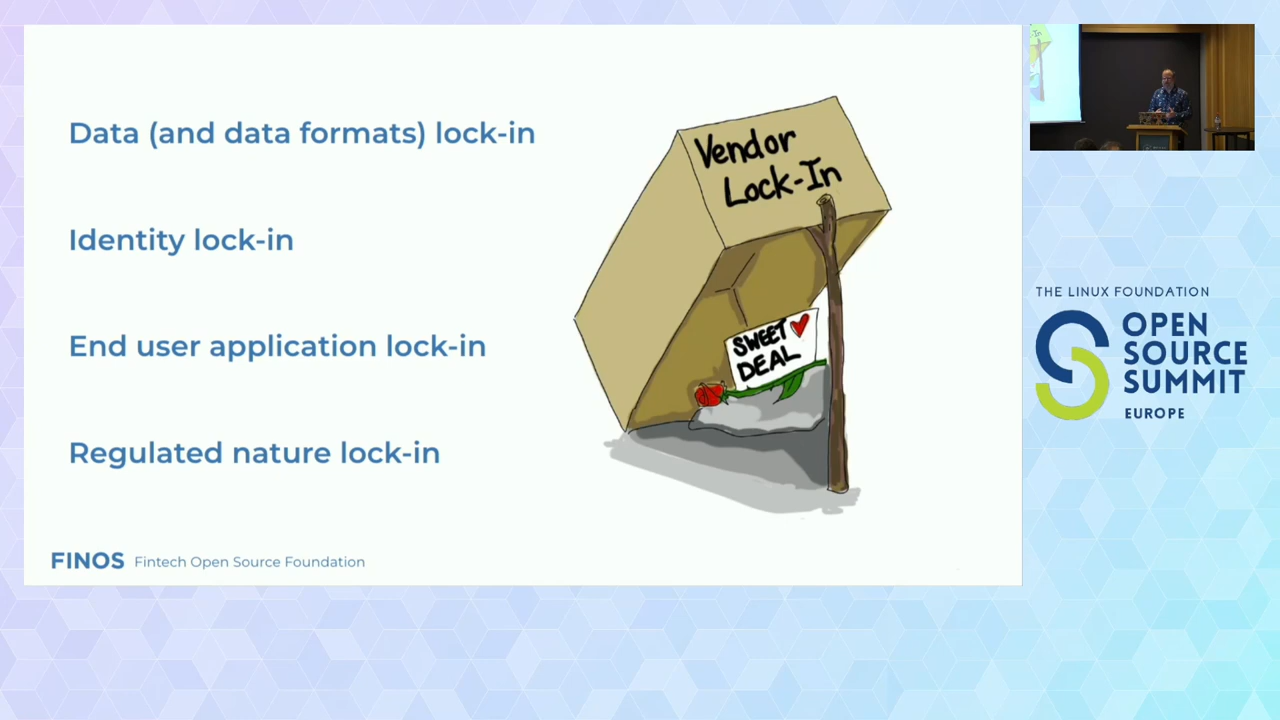 Data (and data formats) lock-in
Identity lock-in
End user application lock-in
Regulated nature lock-in
Vendor
Lock-In
SWEET
DEAL
FINOS Fintech Open Source Foundation
THE LINUX FOUNDATION
OPEN
SOURCE
SUMMIT
EUROPE